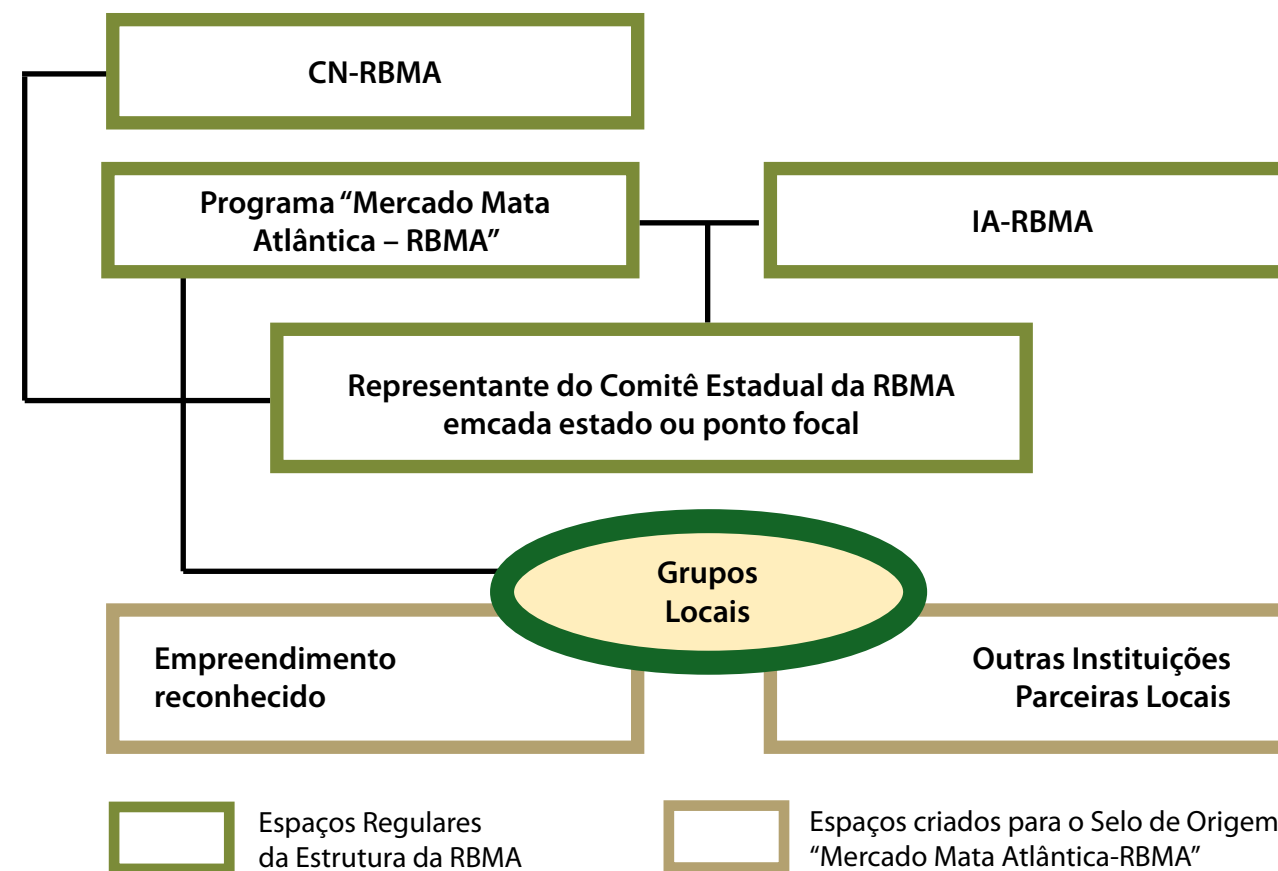 CN-RBMA
Programa “Mercado Mata
Atlântica – RBMA”
IA-RBMA
Representante do Comitê Estadual da RBMA
emcada estado ou ponto focal
Grupos
Locais
Empreendimento
reconhecido
Outras Instituições
Parceiras Locais
Espaços Regulares
da Estrutura da RBMA
Espaços criados para o Selo de Origem
“Mercado Mata Atlântica-RBMA”